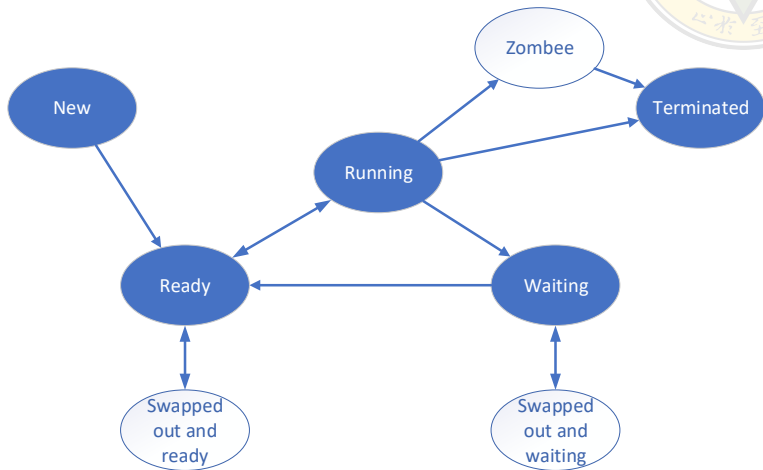 Zombee
New
Terminated
Running
Ready
Waiting
Swapped
out and
ready
Swapped
out and
waiting